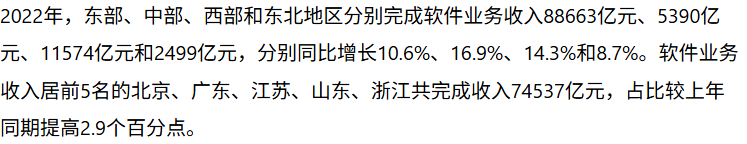 2022年，东部、中部、西部和东北地区分别完成软件业务收入88663亿元、5390亿
元、11574亿元和2499亿元，分别同比增长10.6%、16.9%、14.3%和8.7%。软件业务
收入居前5名的北京、广东、江苏、山东、浙江共完成收入74537亿元，占比较上年
同期提高2.9个百分点。